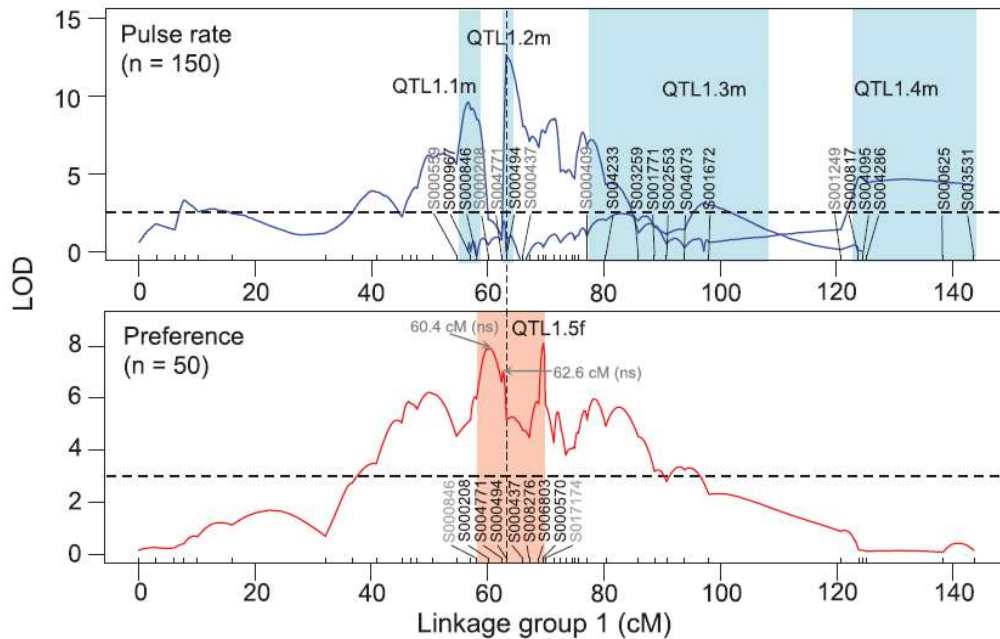 15
10
5
0
Pulse rate
(n = 150)
QTL1.1m
QTL1.2m
QTL1.3m
QTL1.4m
S000559
S000967
S000846
S000208
S004771
S000494
S000437
S000409
S004233
S003259
S001771
S002553
S004073
S001672
S001249
S000817
S004095
S004286
S000625
S003531
0 20 40 60 80 100 120 140
LOD
8
6
4
2
0
Preference
(n = 50)
60.4 cM (ns)
QTL1.5f
62.6 cM (ns)
S000846
S000208
S004771
S000494
S000437
S008276
S006803
S000570
S017174
0 20 40 60 80 100 120 140
Linkage group 1 (cM)